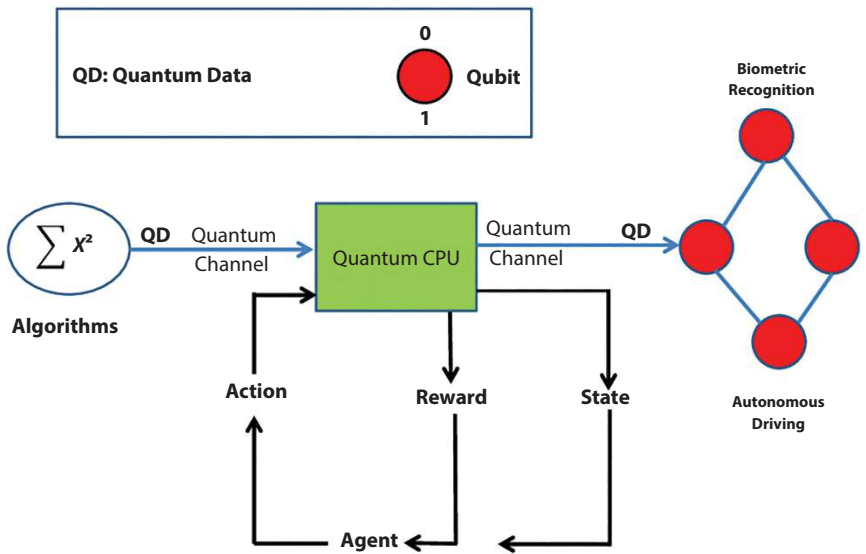 0
QD: Quantum Data
Qubit
1
Biometric
Recognition
∑ X²
QD
Quantum
Channel
Quantum CPU
Quantum
Channel
QD
Algorithms
Action
Reward
State
Autonomous
Driving
Agent